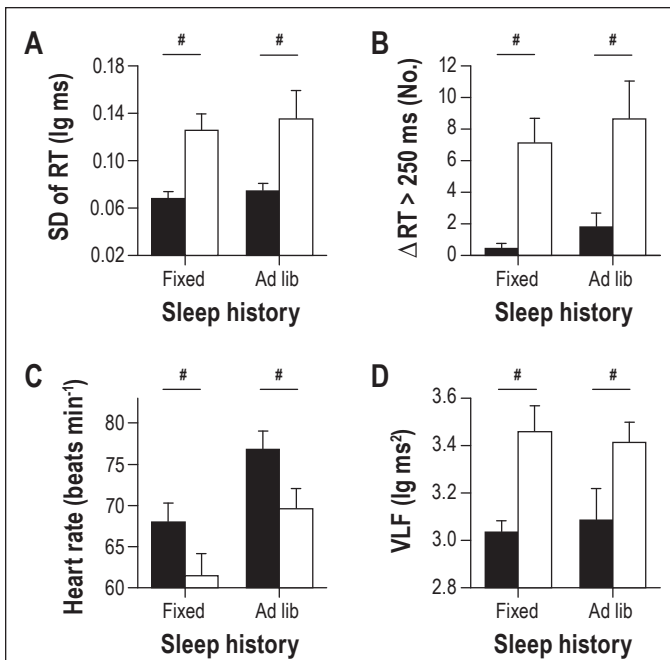 A
#
#
SD of RT (lg ms)
0.18
0.14
0.10
0.06
0.02
Fixed
Ad lib
Sleep history
B
#
#
Δ RT > 250 ms (No.)
12
10
8
6
4
2
0
Fixed
Ad lib
Sleep history
C
#
#
Heart rate (beats min⁻¹)
80
75
70
65
60
Fixed
Ad lib
Sleep history
D
#
#
VLF (lg ms²)
3.6
3.4
3.2
3.0
2.8
Fixed
Ad lib
Sleep history